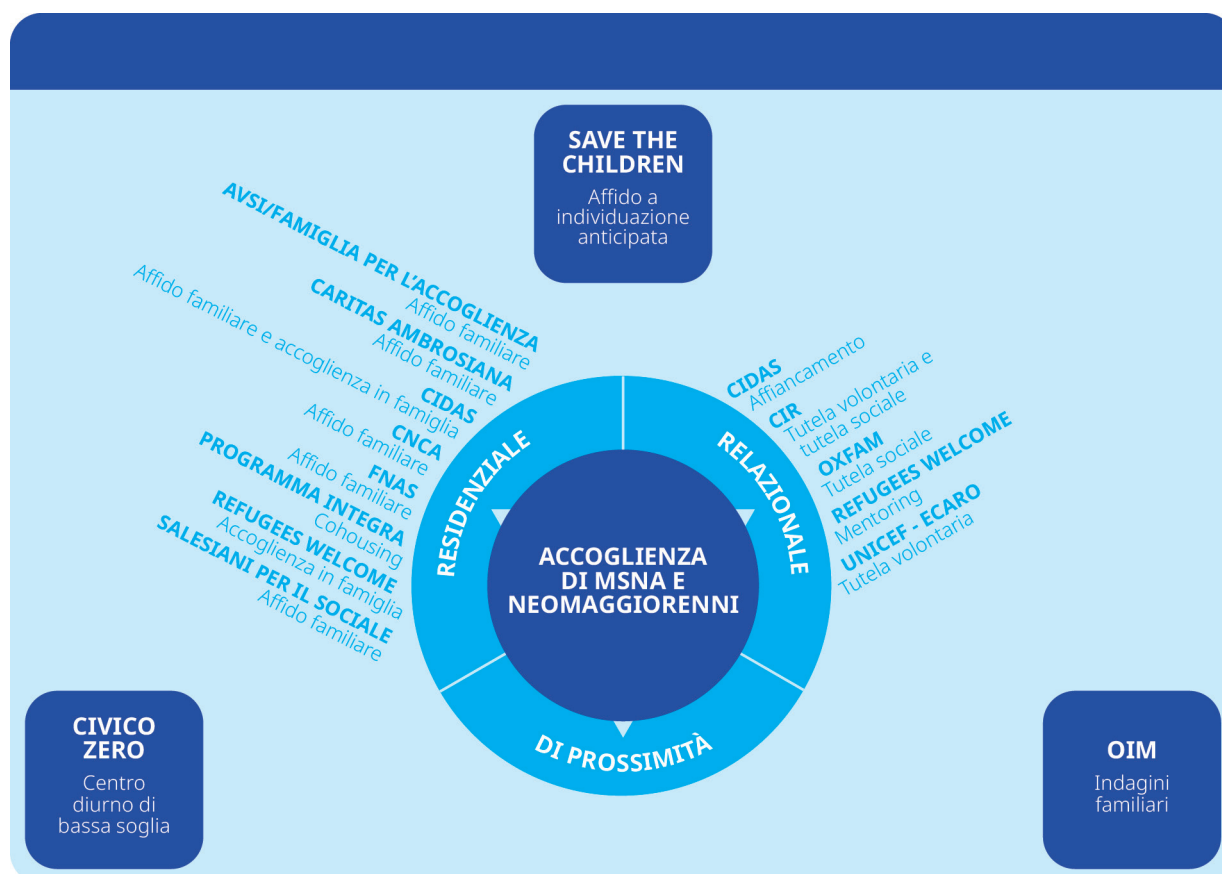 SAVE THE
CHILDREN
Affido a
individuazione
anticipata
AVSI/FAMIGLIA PER L'ACCOGLIENZA
Affido familiare
CARITAS AMBROSIANA
Affido familiare
CIDAS
Affido familiare e accoglienza in famiglia
CNCA
Affido familiare
FNAS
Affido familiare
PROGRAMMA INTEGRA
Cohousing
REFUGEES WELCOME
Accoglienza in famiglia
SALESIANI PER IL SOCIALE
Affido familiare
RESIDENZIALE
RELAZIONALE
CIDAS
Affiancamento
CIR
Tutela volontaria e
tutela sociale
OXFAM
Tutela sociale
REFUGEES WELCOME
Mentoring
UNICEF - ECARO
Tutela volontaria
ACCOGLIENZA
DI MSNA E
NEOMAGGIORENNI
DI PROSSIMITÀ
CIVICO
ZERO
Centro
diurno di
bassa soglia
OIM
Indagini
familiari